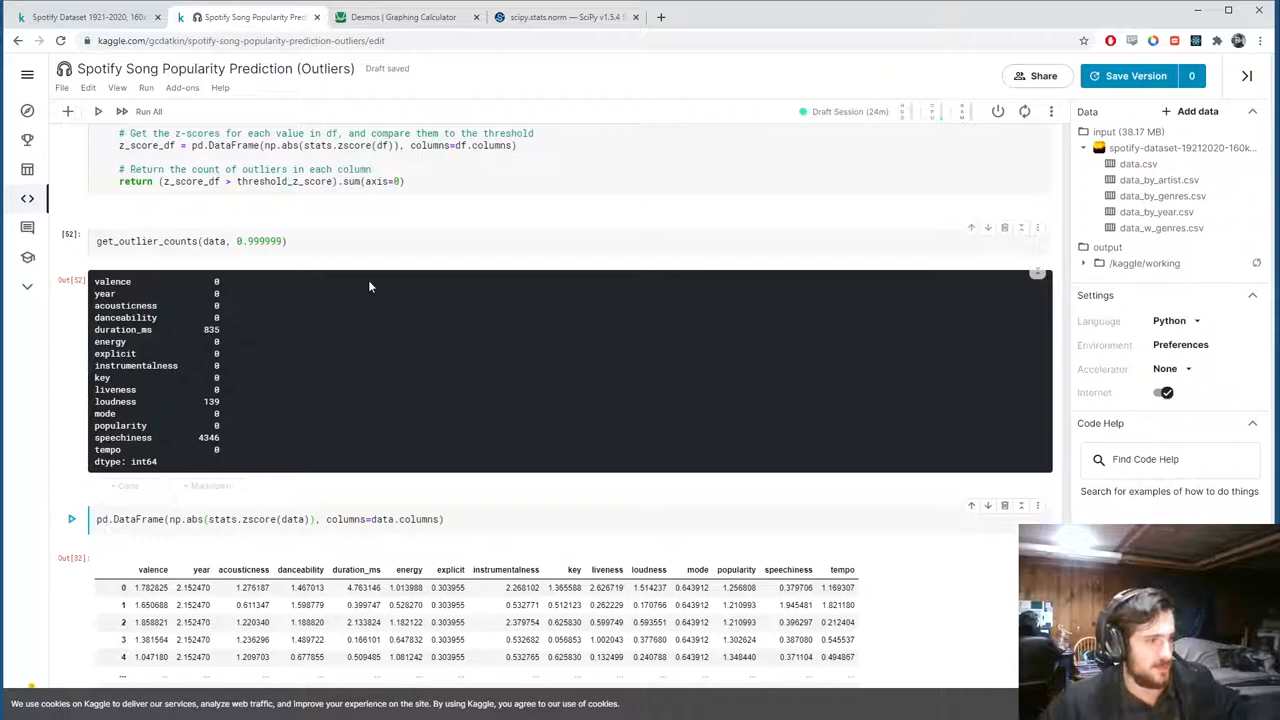 Spotify Dataset 1921-2020, 160k
Spotify Song Popularity Pred
Desmos | Graphing Calculator
scipy.stats.norm — SciPy v1.5.4
kaggle.com/gcdatkin/spotify-song-popularity-prediction-outliers/edit
Spotify Song Popularity Prediction (Outliers)
Draft saved
File Edit View Run Add-ons Help
Share
Save Version 0
Run All
Draft Session (24m)
# Get the z-scores for each value in df, and compare them to the threshold
z_score_df = pd.DataFrame(np.abs(stats.zscore(df)), columns=df.columns)
# Return the count of outliers in each column
return (z_score_df > threshold_z_score).sum(axis=0)
[52]:
get_outlier_counts(data, 0.999999)
Out[52]
valence 0
year 0
acousticness 0
danceability 0
duration_ms 835
energy 0
explicit 0
instrumentalness 0
key 0
liveness 0
loudness 139
mode 0
popularity 0
speechiness 4346
tempo 0
dtype: int64
+ Code + Markdown
pd.DataFrame(np.abs(stats.zscore(data)), columns=data.columns)
Out[32]:
valence year acousticness danceability duration_ms energy explicit instrumentalness key liveness loudness mode popularity speechiness tempo
0 1.782825 2.152470 1.276187 1.467013 4.763146 1.013988 0.303955 2.268102 1.365588 2.626719 1.514237 0.643912 1.256808 0.379706 1.169307
1 1.650688 2.152470 0.611347 1.598779 0.399747 0.528270 0.303955 0.532771 0.512123 0.262229 0.170766 0.643912 1.210993 1.945481 1.821180
2 1.858821 2.152470 1.220340 1.188820 2.133824 1.182122 0.303955 2.379754 0.625830 0.599749 0.593551 0.643912 1.210993 0.396297 0.212404
3 1.381564 2.152470 1.236296 1.489722 0.166101 0.647832 0.303955 0.532682 0.056853 1.002043 0.377680 0.643912 1.302624 0.387080 0.545537
4 1.047180 2.152470 1.209703 0.677855 0.509485 1.081242 0.303955 0.532765 0.625830 0.132499 0.240788 0.643912 1.348440 0.371104 0.494867
... ... ... ... ... ... ... ... ... ... ... ... ... ... ... ...
Data
+ Add data
input (38.17 MB)
spotify-dataset-19212020-160k...
data.csv
data_by_artist.csv
data_by_genres.csv
data_by_year.csv
data_w_genres.csv
output
/kaggle/working
Settings
Language Python
Environment Preferences
Accelerator None
Internet
Code Help
Find Code Help
Search for examples of how to do things
We use cookies on Kaggle to deliver our services, analyze web traffic, and improve your experience on the site. By using Kaggle, you agree to our use of cookies.